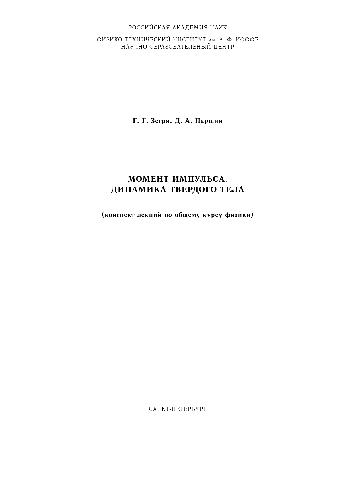 РОССИЙСКАЯ АКАДЕМИЯ НАУК
ФИЗИКО-ТЕХНИЧЕСКИЙ ИНСТИТУТ им. А. Ф. ИОФФЕ
НАУЧНО-ОБРАЗОВАТЕЛЬНЫЙ ЦЕНТР
Г. Г. Зегря, Д. А. Паршин
МОМЕНТ ИМПУЛЬСА.
ДИНАМИКА ТВЕРДОГО ТЕЛА
(конспект лекций по общему курсу физики)
САНКТ-ПЕТЕРБУРГ